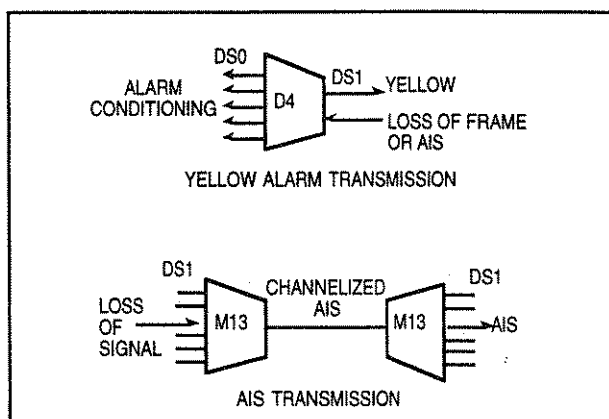 DS0
DS1
ALARM
CONDITIONING
D4
YELLOW
LOSS OF FRAME
OR AIS
YELLOW ALARM TRANSMISSION
DS1
LOSS
OF
SIGNAL
M13
CHANNELIZED
AIS
M13
DS1
AIS
AIS TRANSMISSION